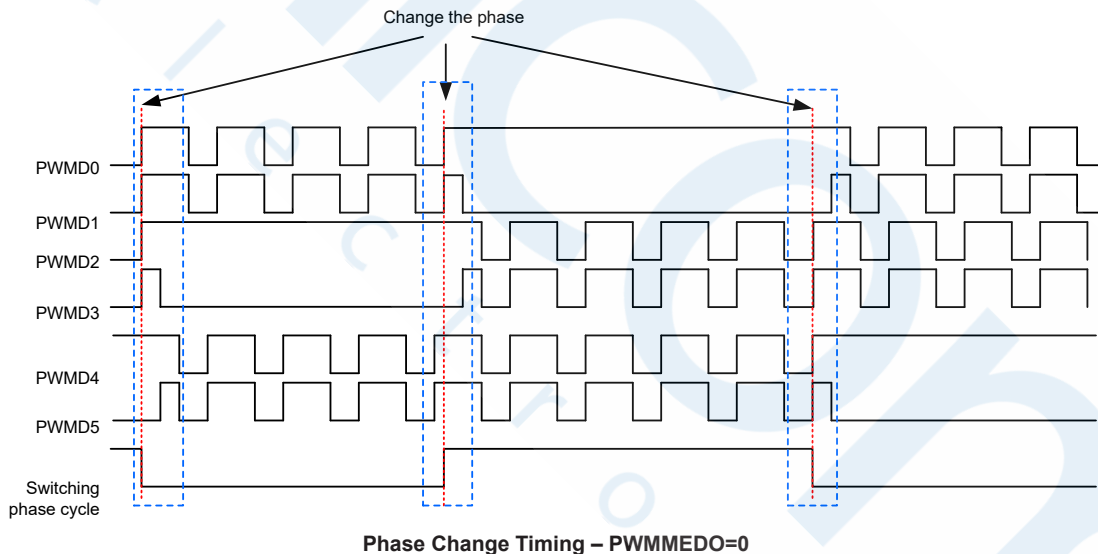 Change the phase
PWMD0
PWMD1
PWMD2
PWMD3
PWMD4
PWMD5
Switching
phase cycle
Phase Change Timing – PWMMEDO=0